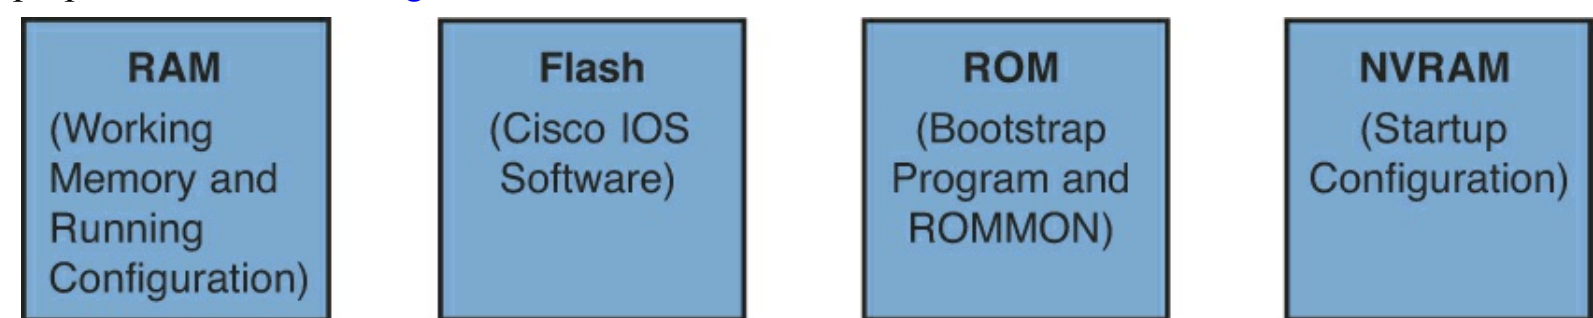 RAM
(Working
Memory and
Running
Configuration)
Flash
(Cisco IOS
Software)
ROM
(Bootstrap
Program and
ROMMON)
NVRAM
(Startup
Configuration)